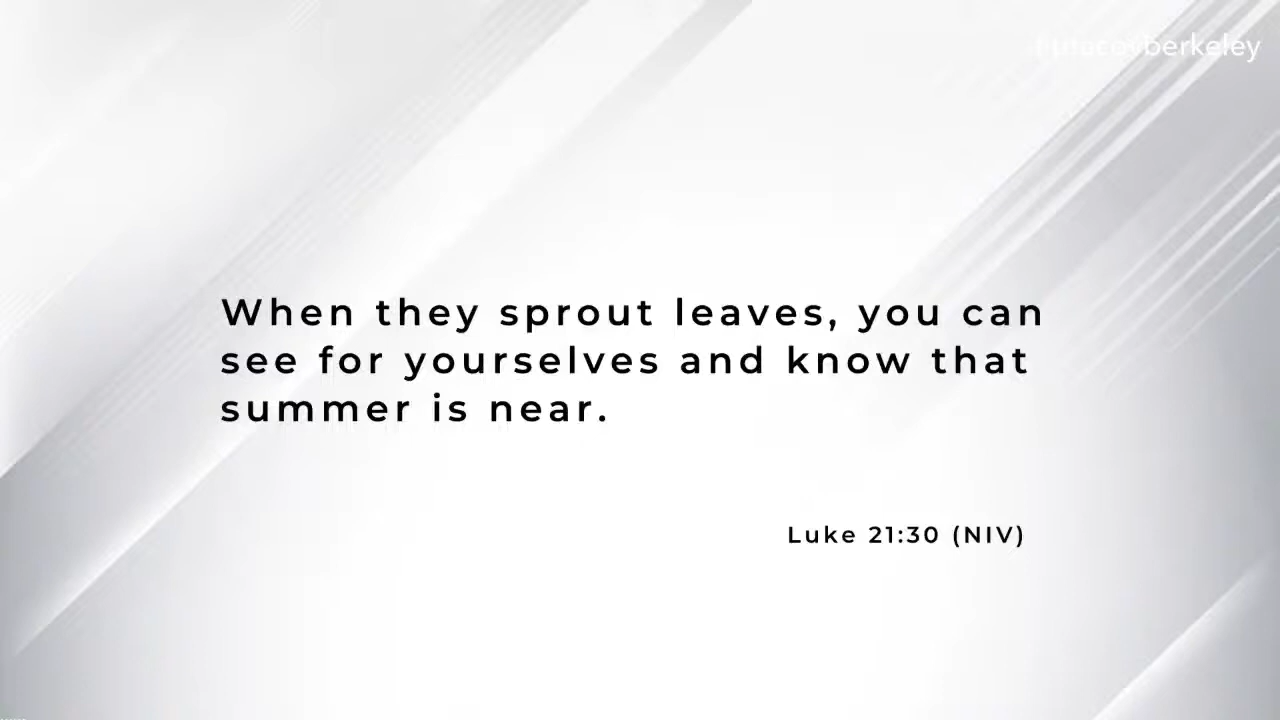 When they sprout leaves, you can
see for yourselves and know that
summer is near.
Luke 21:30 (NIV)